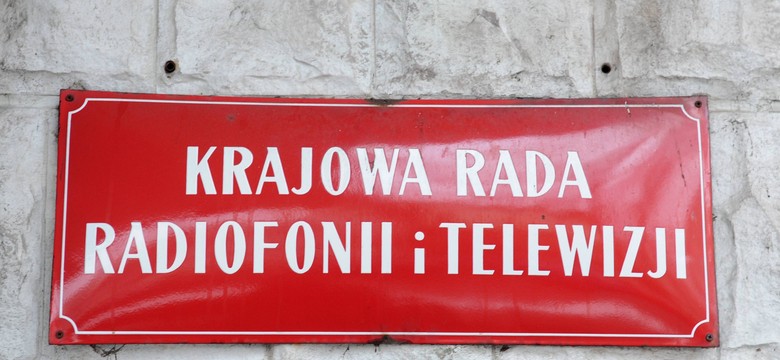 KRAJOWA RADA
RADIOFONII i TELEWIZJI